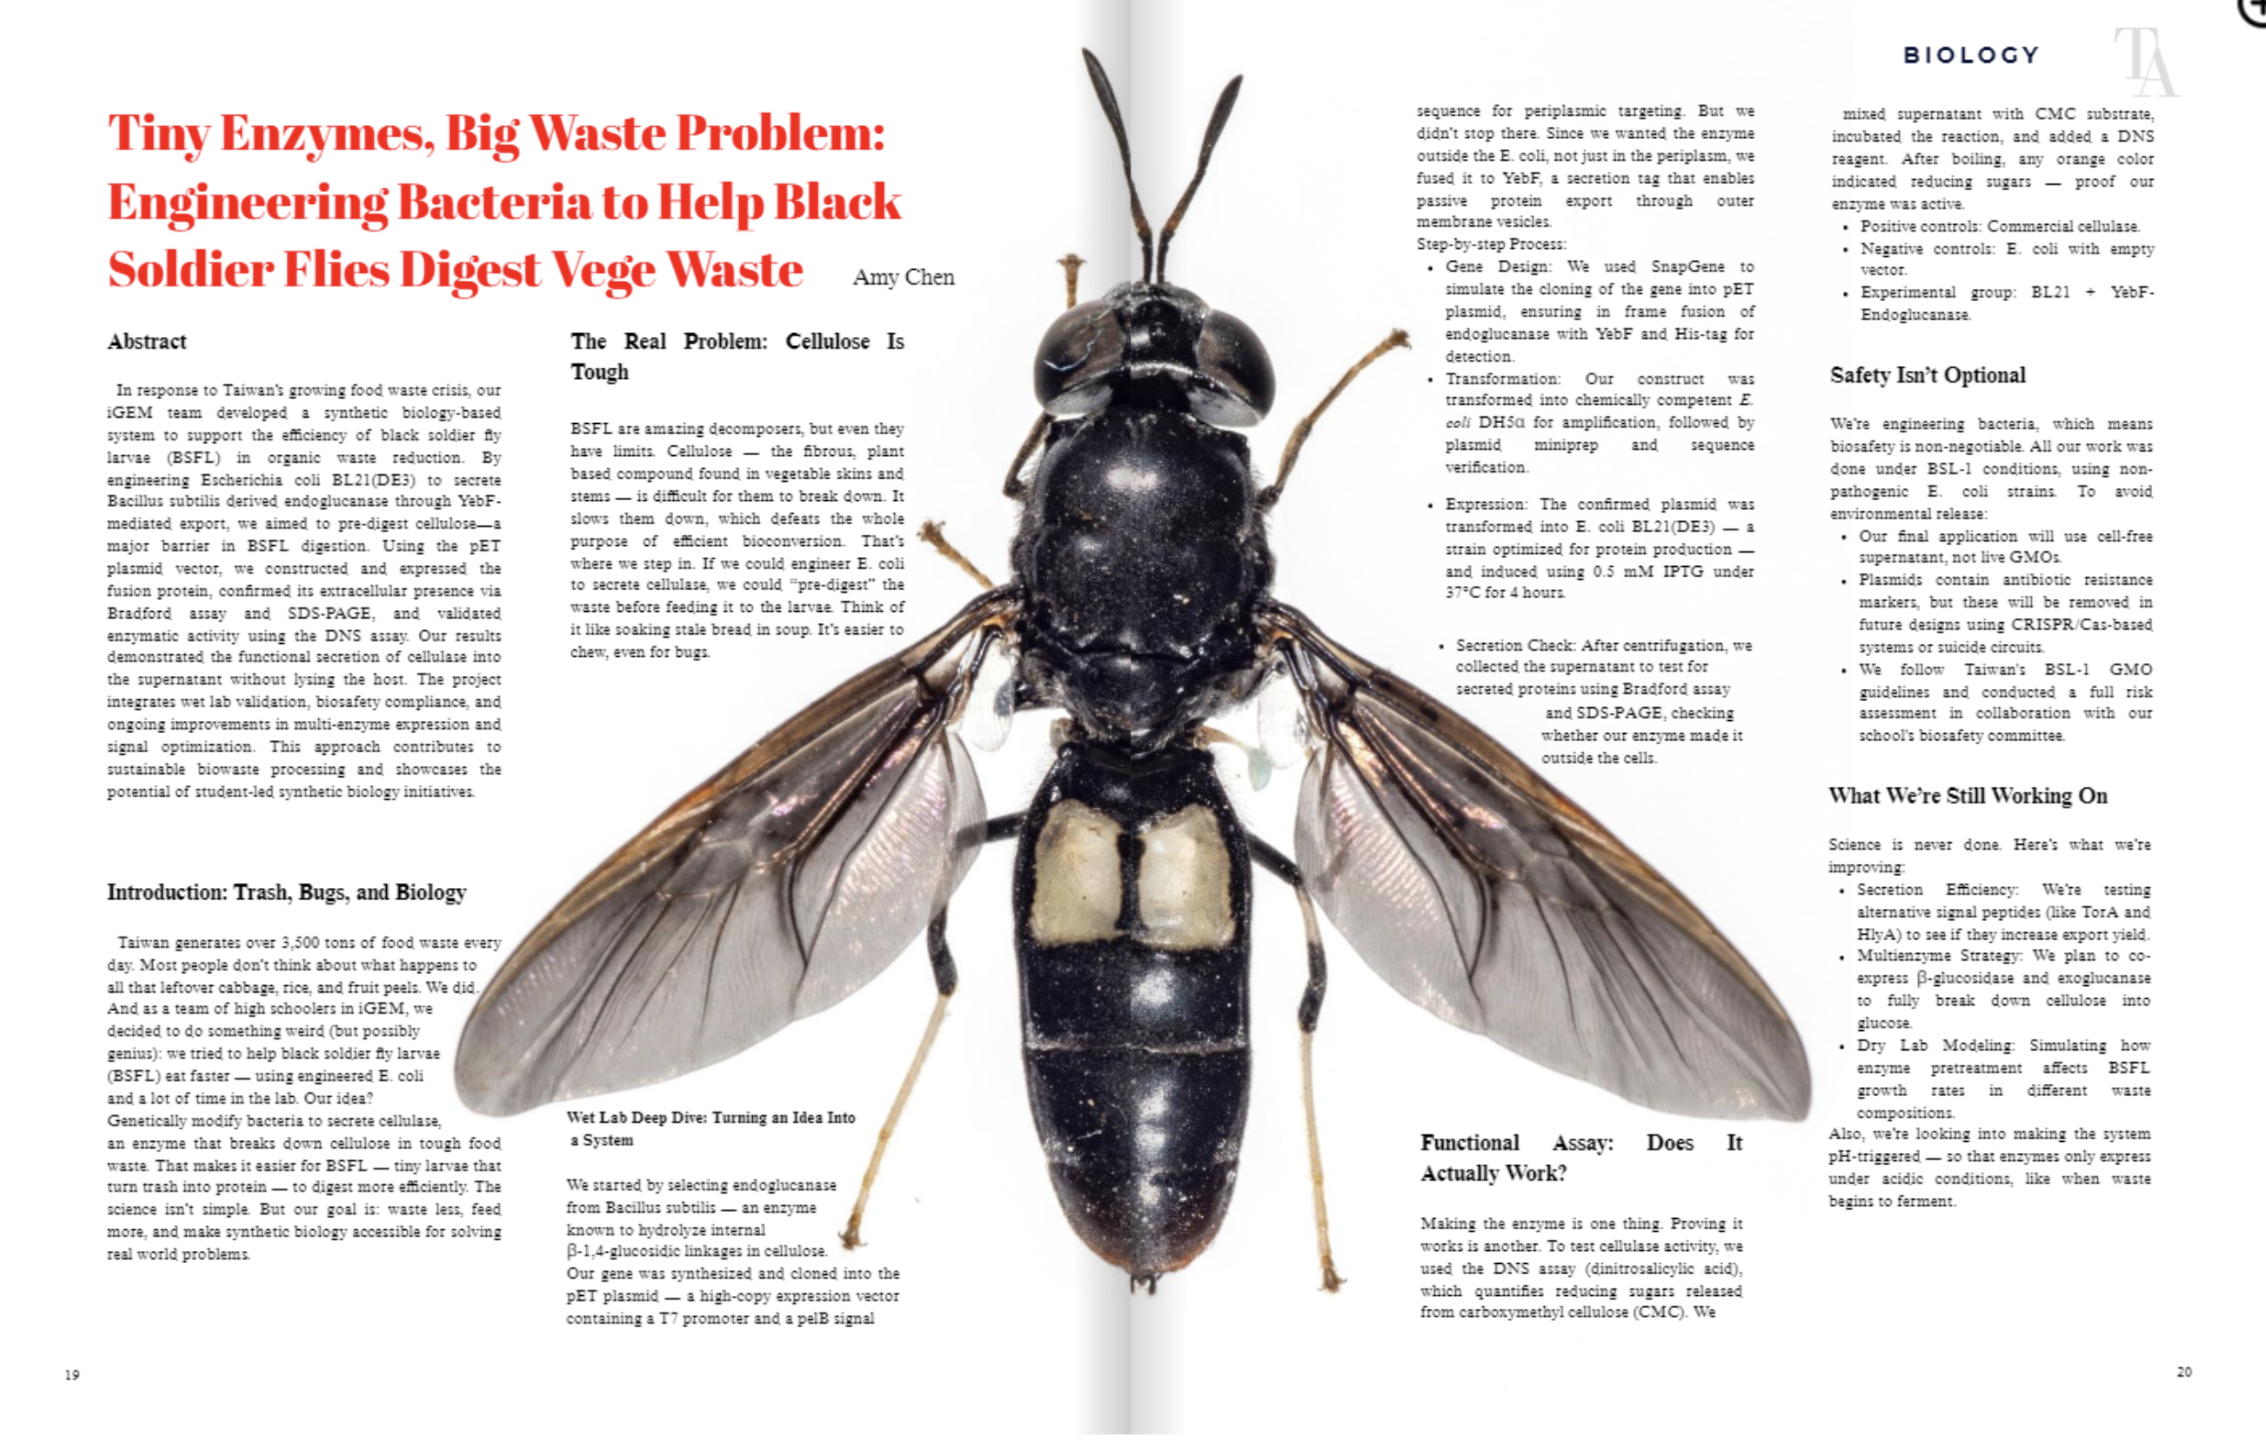 BIOLOGY
TA
Tiny Enzymes, Big Waste Problem:
Engineering Bacteria to Help Black
Soldier Flies Digest Vege Waste
Amy Chen
Abstract
In response to Taiwan's growing food waste crisis, our
iGEM team developed a synthetic biology-based
system to support the efficiency of black soldier fly
larvae (BSFL) in organic waste reduction. By
engineering Escherichia coli BL21(DE3) to secrete
Bacillus subtilis derived endoglucanase through YebF-
mediated export, we aimed to pre-digest cellulose—a
major barrier in BSFL digestion. Using the pET
plasmid vector, we constructed and expressed the
fusion protein, confirmed its extracellular presence via
Bradford assay and SDS-PAGE, and validated
enzymatic activity using the DNS assay. Our results
demonstrated the functional secretion of cellulase into
the supernatant without lysing the host. The project
integrates wet lab validation, biosafety compliance, and
ongoing improvements in multi-enzyme expression and
signal optimization. This approach contributes to
sustainable biowaste processing and showcases the
potential of student-led synthetic biology initiatives.
Introduction: Trash, Bugs, and Biology
Taiwan generates over 3,500 tons of food waste every
day. Most people don't think about what happens to
all that leftover cabbage, rice, and fruit peels. We did.
And as a team of high schoolers in iGEM, we
decided to do something weird (but possibly
genius): we tried to help black soldier fly larvae
(BSFL) eat faster — using engineered E. coli
and a lot of time in the lab. Our idea?
Genetically modify bacteria to secrete cellulase,
an enzyme that breaks down cellulose in tough food
waste. That makes it easier for BSFL — tiny larvae that
turn trash into protein — to digest more efficiently. The
science isn't simple. But our goal is: waste less, feed
more, and make synthetic biology accessible for solving
real world problems.
The Real Problem: Cellulose Is
Tough
BSFL are amazing decomposers, but even they
have limits. Cellulose — the fibrous, plant
based compound found in vegetable skins and
stems — is difficult for them to break down. It
slows them down, which defeats the whole
purpose of efficient bioconversion. That's
where we step in. If we could engineer E. coli
to secrete cellulase, we could “pre-digest” the
waste before feeding it to the larvae. Think of
it like soaking stale bread in soup. It's easier to
chew, even for bugs.
Wet Lab Deep Dive: Turning an Idea Into
a System
We started by selecting endoglucanase
from Bacillus subtilis — an enzyme
known to hydrolyze internal
β-1,4-glucosidic linkages in cellulose.
Our gene was synthesized and cloned into the
pET plasmid — a high-copy expression vector
containing a T7 promoter and a pelB signal
sequence for periplasmic targeting. But we
didn't stop there. Since we wanted the enzyme
outside the E. coli, not just in the periplasm, we
fused it to YebF, a secretion tag that enables
passive protein export through outer
membrane vesicles.
Step-by-step Process:
• Gene Design: We used SnapGene to
simulate the cloning of the gene into pET
plasmid, ensuring in frame fusion of
endoglucanase with YebF and His-tag for
detection.
• Transformation: Our construct was
transformed into chemically competent E.
coli DH5α for amplification, followed by
plasmid miniprep and sequence
verification.
• Expression: The confirmed plasmid was
transformed into E. coli BL21(DE3) — a
strain optimized for protein production —
and induced using 0.5 mM IPTG under
37°C for 4 hours.
• Secretion Check: After centrifugation, we
collected the supernatant to test for
secreted proteins using Bradford assay
and SDS-PAGE, checking
whether our enzyme made it
outside the cells.
Functional Assay: Does It
Actually Work?
Making the enzyme is one thing. Proving it
works is another. To test cellulase activity, we
used the DNS assay (dinitrosalicylic acid),
which quantifies reducing sugars released
from carboxymethyl cellulose (CMC). We
mixed supernatant with CMC substrate,
incubated the reaction, and added a DNS
reagent. After boiling, any orange color
indicated reducing sugars — proof our
enzyme was active.
• Positive controls: Commercial cellulase.
• Negative controls: E. coli with empty
vector.
• Experimental group: BL21 + YebF-
Endoglucanase.
Safety Isn't Optional
We're engineering bacteria, which means
biosafety is non-negotiable. All our work was
done under BSL-1 conditions, using non-
pathogenic E. coli strains. To avoid
environmental release:
• Our final application will use cell-free
supernatant, not live GMOs.
• Plasmids contain antibiotic resistance
markers, but these will be removed in
future designs using CRISPR/Cas-based
systems or suicide circuits.
• We follow Taiwan's BSL-1 GMO
guidelines and conducted a full risk
assessment in collaboration with our
school's biosafety committee.
What We're Still Working On
Science is never done. Here's what we're
improving:
• Secretion Efficiency: We're testing
alternative signal peptides (like TorA and
HlyA) to see if they increase export yield.
• Multienzyme Strategy: We plan to co-
express β-glucosidase and exoglucanase
to fully break down cellulose into
glucose.
• Dry Lab Modeling: Simulating how
enzyme pretreatment affects BSFL
growth rates in different waste
compositions.
Also, we're looking into making the system
pH-triggered — so that enzymes only express
under acidic conditions, like when waste
begins to ferment.
19
20